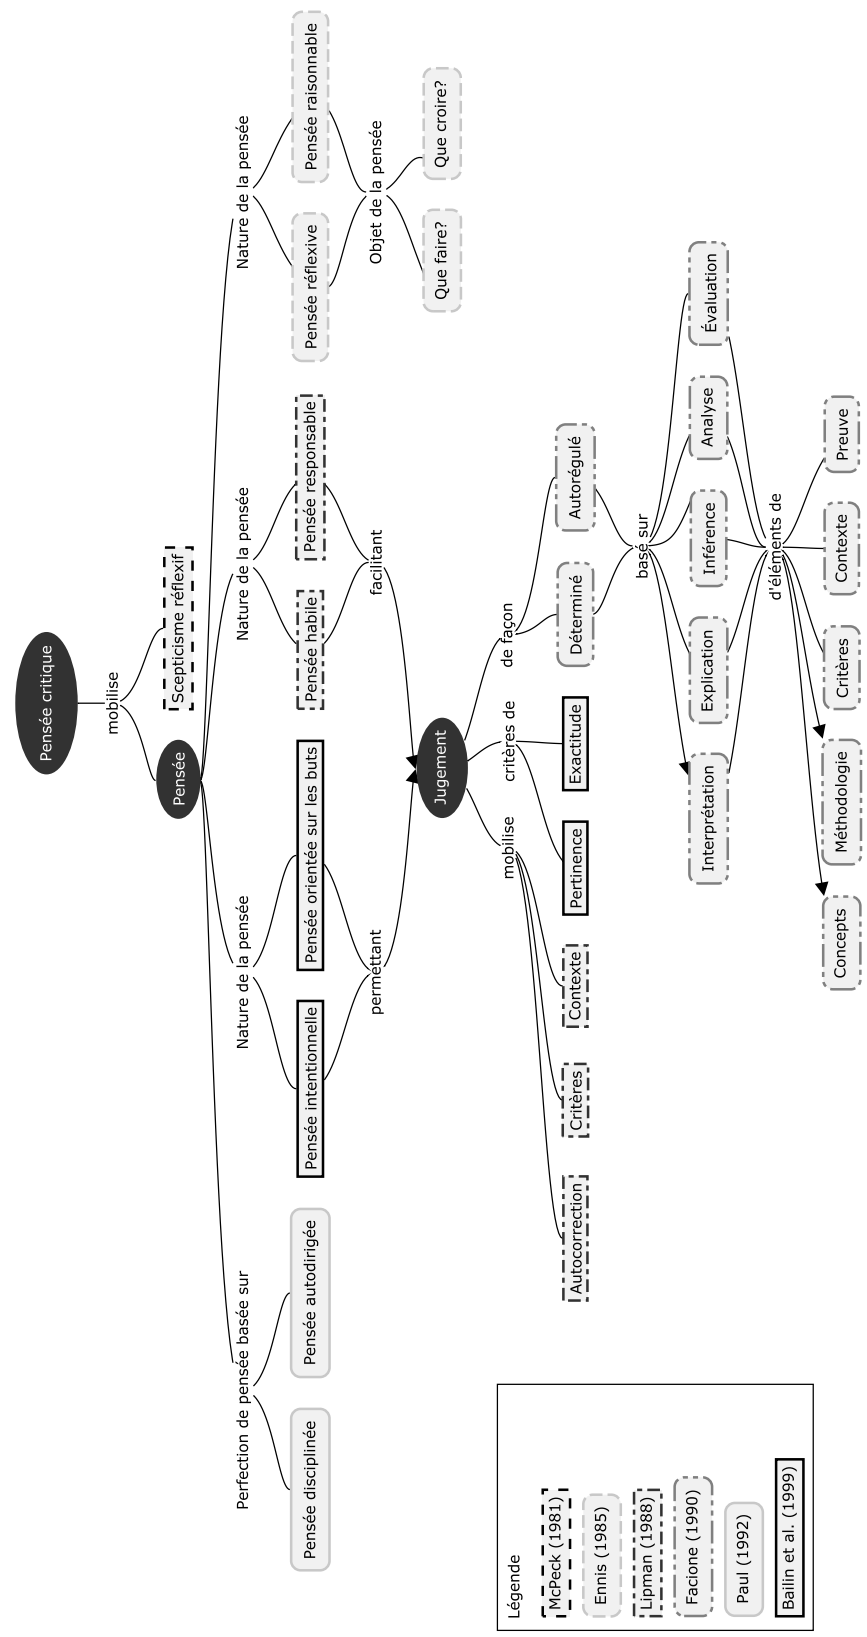 Pensée critique
mobilise
Pensée
Scepticisme réflexif
Perfection de pensée basée sur
Nature de la pensée
Nature de la pensée
Nature de la pensée
Pensée disciplinée
Pensée autodirigée
Pensée intentionnelle
Pensée orientée sur les buts
Pensée habile
Pensée responsable
Pensée réflexive
Pensée raisonnable
permettant
facilitant
Objet de la pensée
Jugement
Que faire?
Que croire?
mobilise
critères de
de façon
Autocorrection
Critères
Contexte
Pertinence
Exactitude
Déterminé
Autorégulé
basé sur
Interprétation
Explication
Inférence
Analyse
Évaluation
d'éléments de
Concepts
Méthodologie
Critères
Contexte
Preuve
Légende
McPeck (1981)
Ennis (1985)
Lipman (1988)
Facione (1990)
Paul (1992)
Bailin et al. (1999)